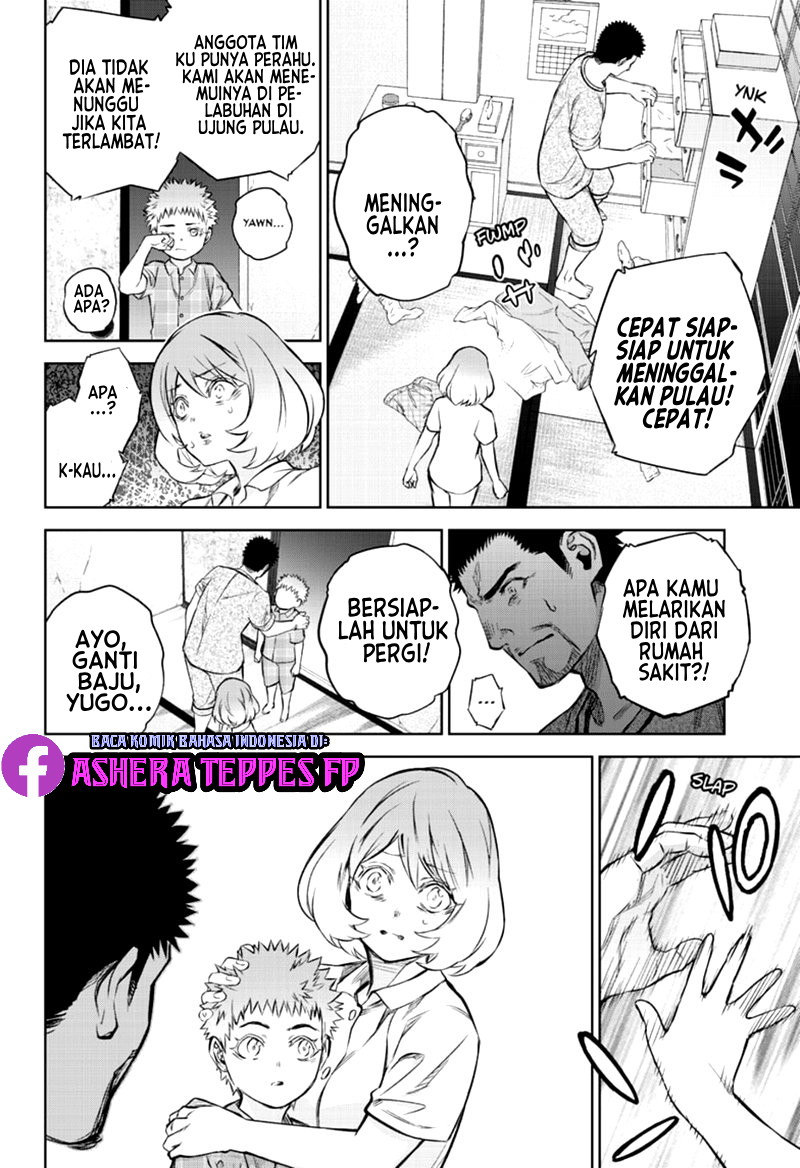 YNK
MENING-
GALKAN
...?
FWMP
CEPAT SIAP-
SIAP UNTUK
MENINGGAL-
KAN PULAU!
CEPAT!
ANGGOTA TIM
KU PUNYA PERAHU.
KAMI AKAN MENE-
MUINYA DI PE-
LABUHAN DI
UJUNG PULAU.
DIA TIDAK
AKAN ME-
NUNGGU
JIKA KITA
TERLAMBAT!
YAWN...
ADA
APA?
APA
...?
K-KAU...
APA KAMU
MELARIKAN
DIRI DARI
RUMAH
SAKIT?!
...
BERSIAP-
LAH UNTUK
PERGI!
AYO,
GANTI
BAJU,
YUGO...
BACA KOMIK BAHASA INDONESIA DI:
ASHERA TEPPES FP
SLAP